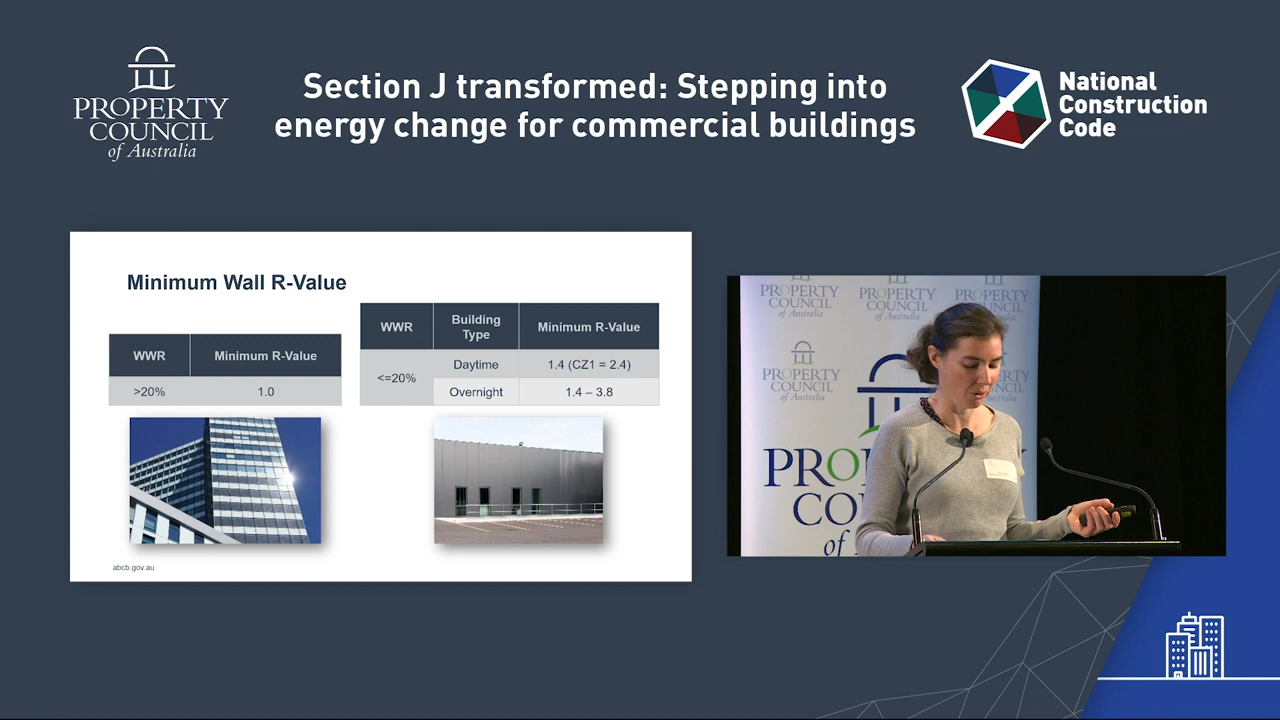 PROPERTY
COUNCIL
of Australia
Section J transformed: Stepping into
energy change for commercial buildings
National
Construction
Code
Minimum Wall R-Value
WWR Minimum R-Value
>20% 1.0
WWR Building Type Minimum R-Value
<=20% Daytime 1.4 (CZ1 = 2.4)
Overnight 1.4 – 3.8
abcb.gov.au
PROPERTY
COUNCIL
of Australia
PROPERTY
COUNCIL
of Australia
PROPERTY
COUNCIL
of Australia
PROPERTY
COUNCIL
of Australia
PRO
CO
of